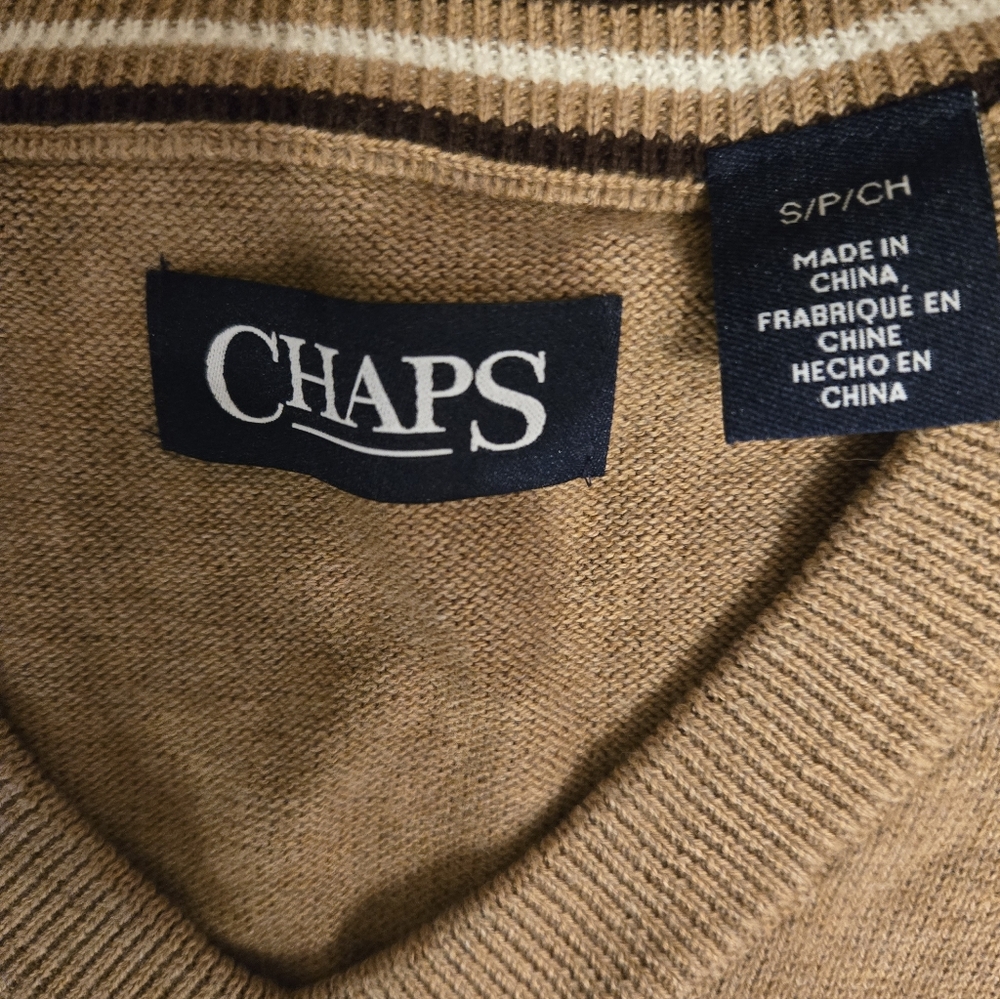 CHAPS
S/P/CH
MADE IN
CHINA,
FRABRIQUÉ EN
CHINE
HECHO EN
CHINA